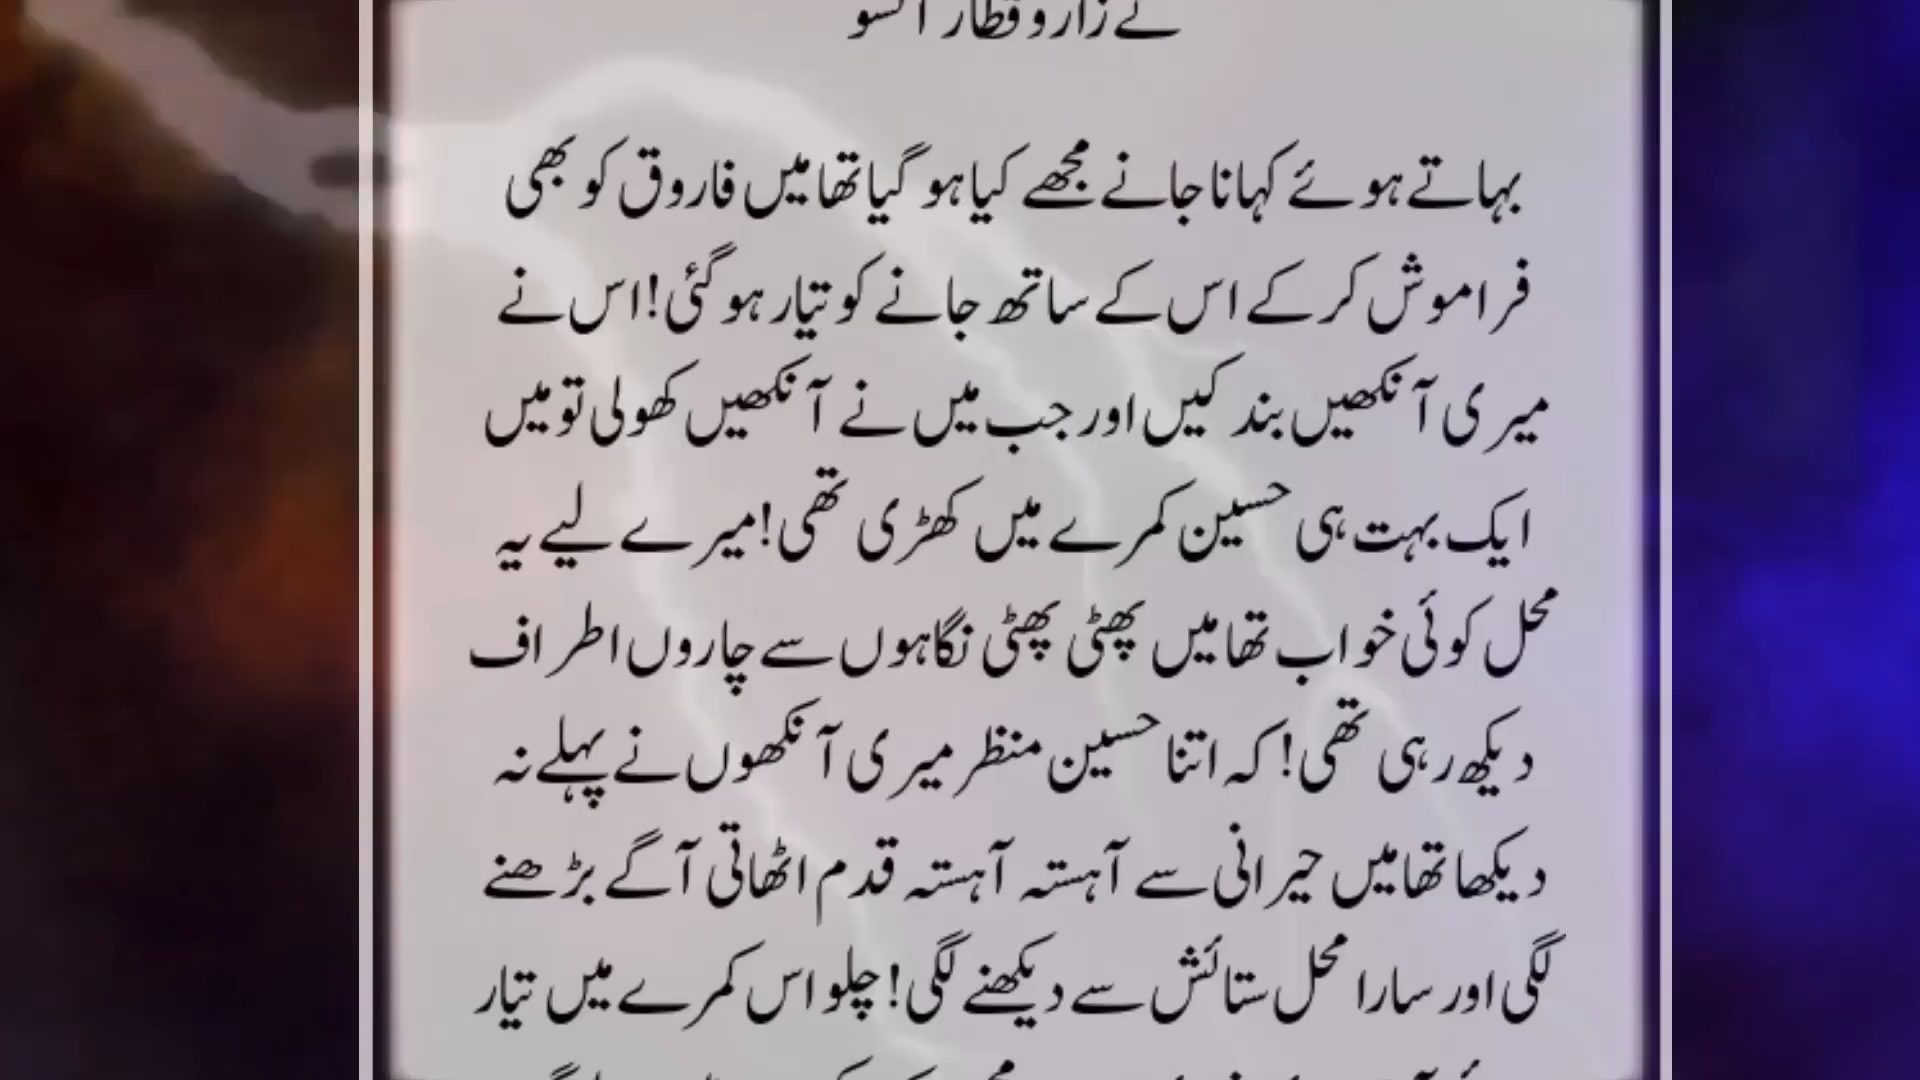 نے زار و قطار آنسو
بہاتے ہوئے کہا نا جانے مجھے کیا ہو گیا تھا میں فاروق کو بھی
فراموش کر کے اس کے ساتھ جانے کو تیار ہو گئی! اس نے
میری آنکھیں بند کیں اور جب میں نے آنکھیں کھولی تو میں
ایک بہت ہی حسین کمرے میں کھڑی تھی! میرے لیے یہ
محل کوئی خواب تھا میں پھٹی پھٹی نگاہوں سے چاروں اطراف
دیکھ رہی تھی! کہ اتنا حسین منظر میری آنکھوں نے پہلے نہ
دیکھا تھا میں حیرانی سے آہستہ آہستہ قدم اٹھاتی آگے بڑھنے
لگی اور سارا محل ستائش سے دیکھنے لگی! چلو اس کمرے میں تیار